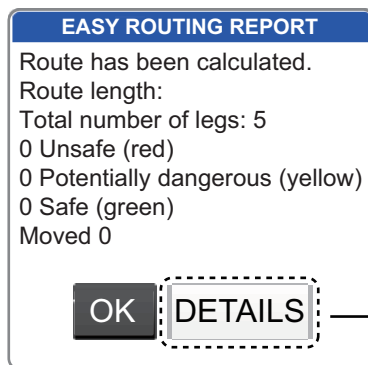 EASY ROUTING REPORT
Route has been calculated.
Route length:
Total number of legs: 5
0 Unsafe (red)
0 Potentially dangerous (yellow)
0 Safe (green)
Moved 0
OK DETAILS